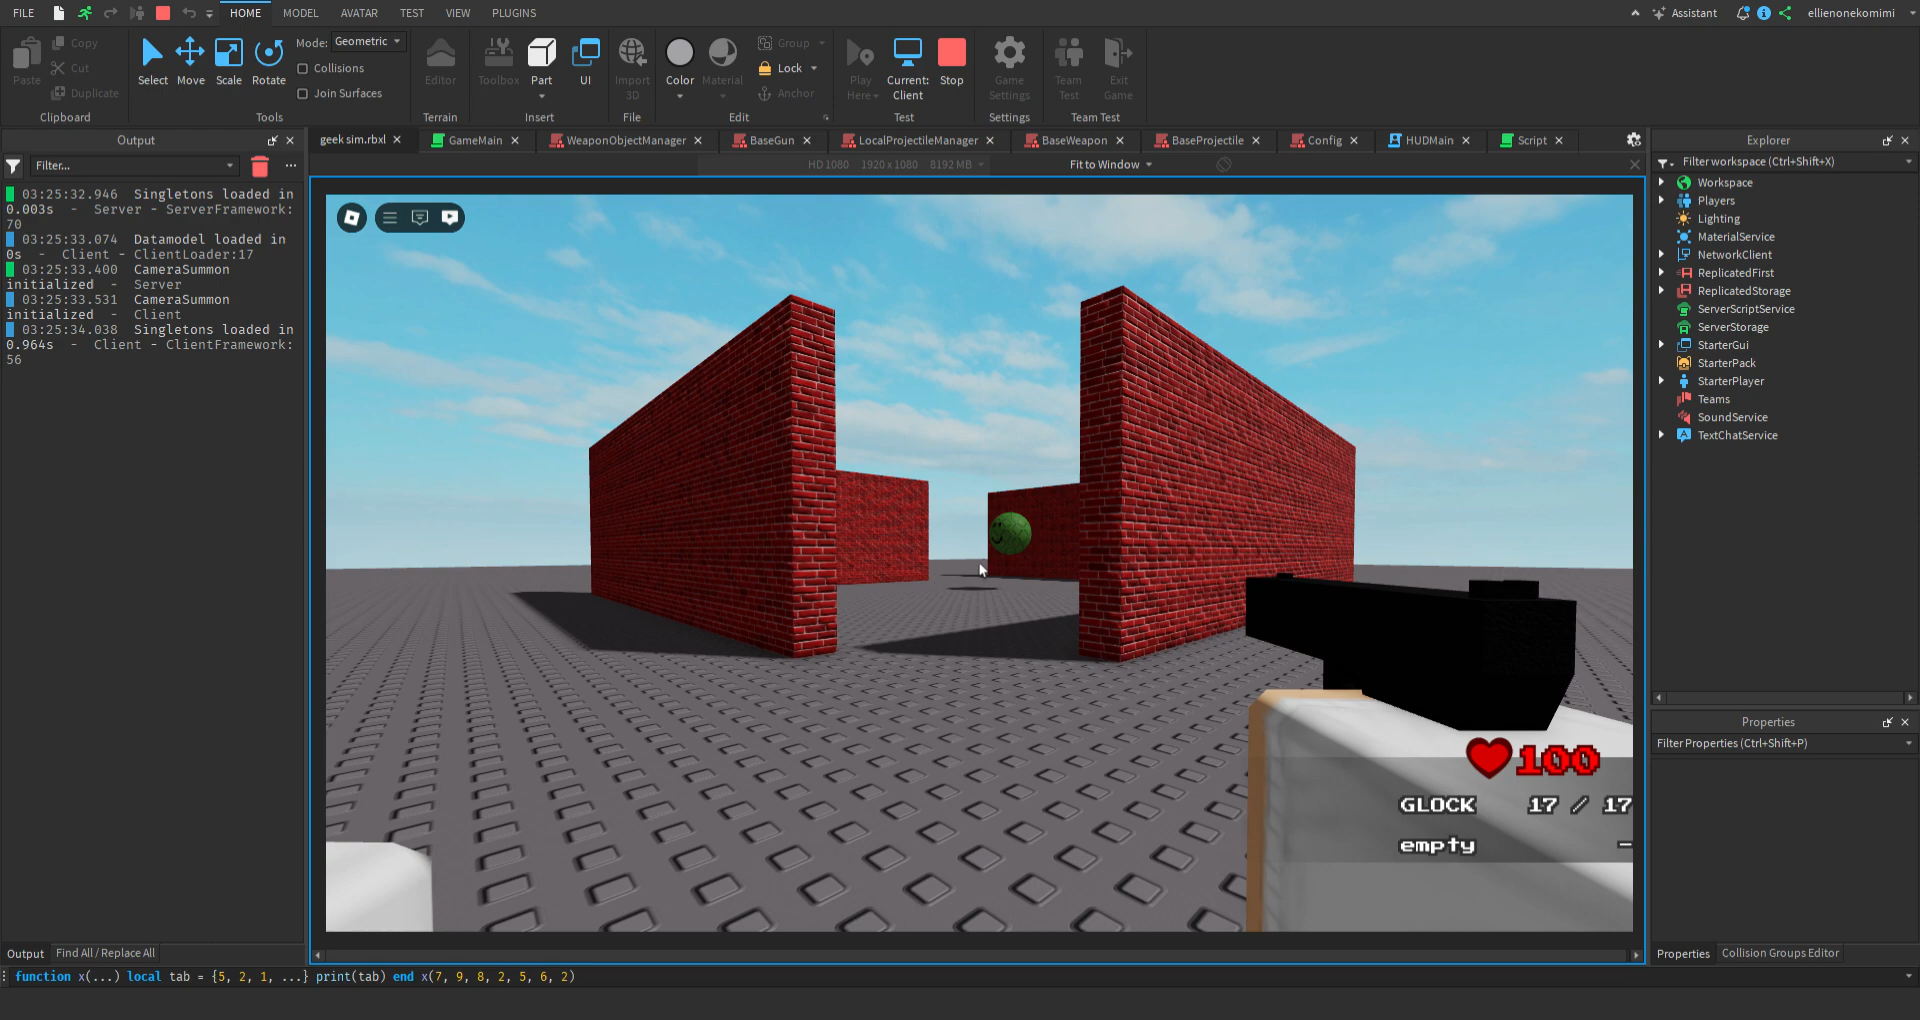 FILE HOME MODEL AVATAR TEST VIEW PLUGINS Assistant ellienonekomimi
Paste Copy Cut Duplicate Clipboard
Select Move Scale Rotate Mode: Geometric Collisions Join Surfaces Tools
Editor Terrain
Toolbox Part UI Insert
Import 3D File
Color Material Group Lock Anchor Edit
Play Here Current: Client Stop Test
Game Settings Settings
Team Test Exit Game Team Test
Output
Filter...
03:25:32.946 Singletons loaded in
0.003s - Server - ServerFramework:
70
03:25:33.074 Datamodel loaded in
0s - Client - ClientLoader:17
03:25:33.400 CameraSummon
initialized - Server
03:25:33.531 CameraSummon
initialized - Client
03:25:34.038 Singletons loaded in
0.964s - Client - ClientFramework:
56
Output Find All / Replace All
geek sim.rbxl GameMain WeaponObjectManager BaseGun LocalProjectileManager BaseWeapon BaseProjectile Config HUDMain Script
HD 1080 1920 x 1080 8192 MB Fit to Window
100
GLOCK 17 / 17
empty -
Explorer
Filter workspace (Ctrl+Shift+X)
Workspace
Players
Lighting
MaterialService
NetworkClient
ReplicatedFirst
ReplicatedStorage
ServerScriptService
ServerStorage
StarterGui
StarterPack
StarterPlayer
Teams
SoundService
TextChatService
Properties
Filter Properties (Ctrl+Shift+P)
Properties Collision Groups Editor
function x(...) local tab = {5, 2, 1, ...} print(tab) end x(7, 9, 8, 2, 5, 6, 2)